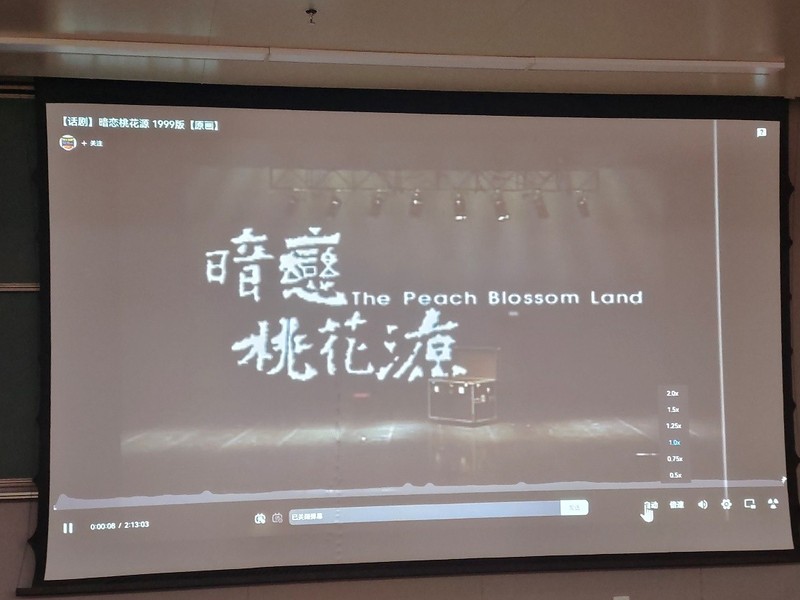 【话剧】暗恋桃花源 1999版【原画】
+ 关注
暗戀
The Peach Blossom Land
桃花源
2.0x
1.5x
1.25x
1.0x
0.75x
0.5x
0:00:08 / 2:13:03
已关闭弹幕
倍速